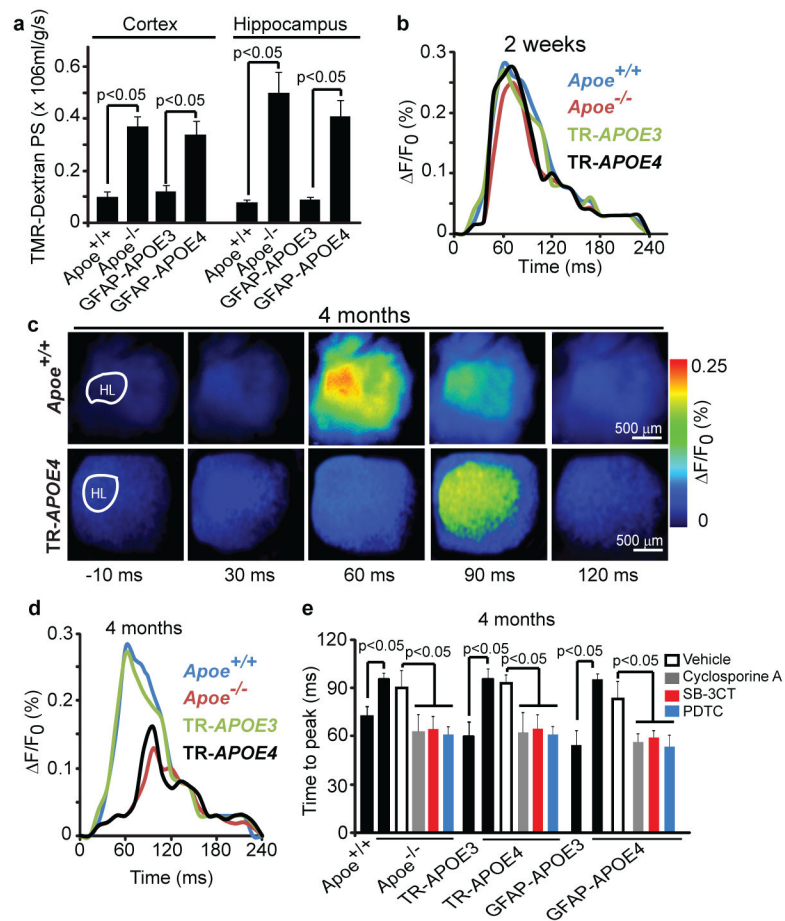 a
Cortex Hippocampus
TMR-Dextran PS (x 106ml/g/s)
0.6
0.4
0.2
0
p<0.05 p<0.05 p<0.05 p<0.05
Apoe+/+ Apoe-/- GFAP-APOE3 GFAP-APOE4 Apoe+/+ Apoe-/- GFAP-APOE3 GFAP-APOE4
b
2 weeks
ΔF/F0 (%)
0.3
0.2
0.1
0
Apoe+/+
Apoe-/-
TR-APOE3
TR-APOE4
0 60 120 180 240
Time (ms)
c
4 months
Apoe+/+
HL
500 μm
TR-APOE4
HL
500 μm
-10 ms 30 ms 60 ms 90 ms 120 ms
0.25
ΔF/F0 (%)
0
d
4 months
ΔF/F0 (%)
0.3
0.2
0.1
0
Apoe+/+
Apoe-/-
TR-APOE3
TR-APOE4
0 60 120 180 240
Time (ms)
e
4 months
Time to peak (ms)
120
90
60
30
0
p<0.05 p<0.05 p<0.05 p<0.05 p<0.05 p<0.05
Vehicle
Cyclosporine A
SB-3CT
PDTC
Apoe+/+ Apoe-/- TR-APOE3 TR-APOE4 GFAP-APOE3 GFAP-APOE4